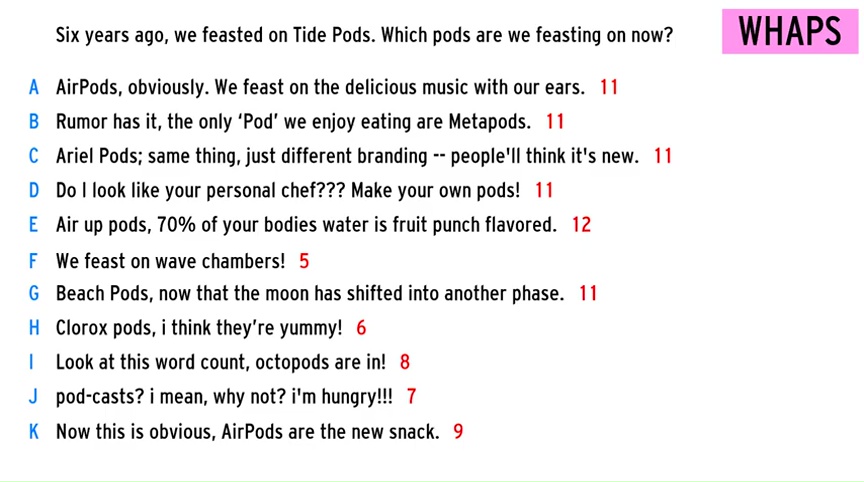 Six years ago, we feasted on Tide Pods. Which pods are we feasting on now?
WHAPS
A AirPods, obviously. We feast on the delicious music with our ears. 11
B Rumor has it, the only ‘Pod’ we enjoy eating are Metapods. 11
C Ariel Pods; same thing, just different branding -- people'll think it's new. 11
D Do I look like your personal chef??? Make your own pods! 11
E Air up pods, 70% of your bodies water is fruit punch flavored. 12
F We feast on wave chambers! 5
G Beach Pods, now that the moon has shifted into another phase. 11
H Clorox pods, i think they’re yummy! 6
I Look at this word count, octopods are in! 8
J pod-casts? i mean, why not? i'm hungry!!! 7
K Now this is obvious, AirPods are the new snack. 9